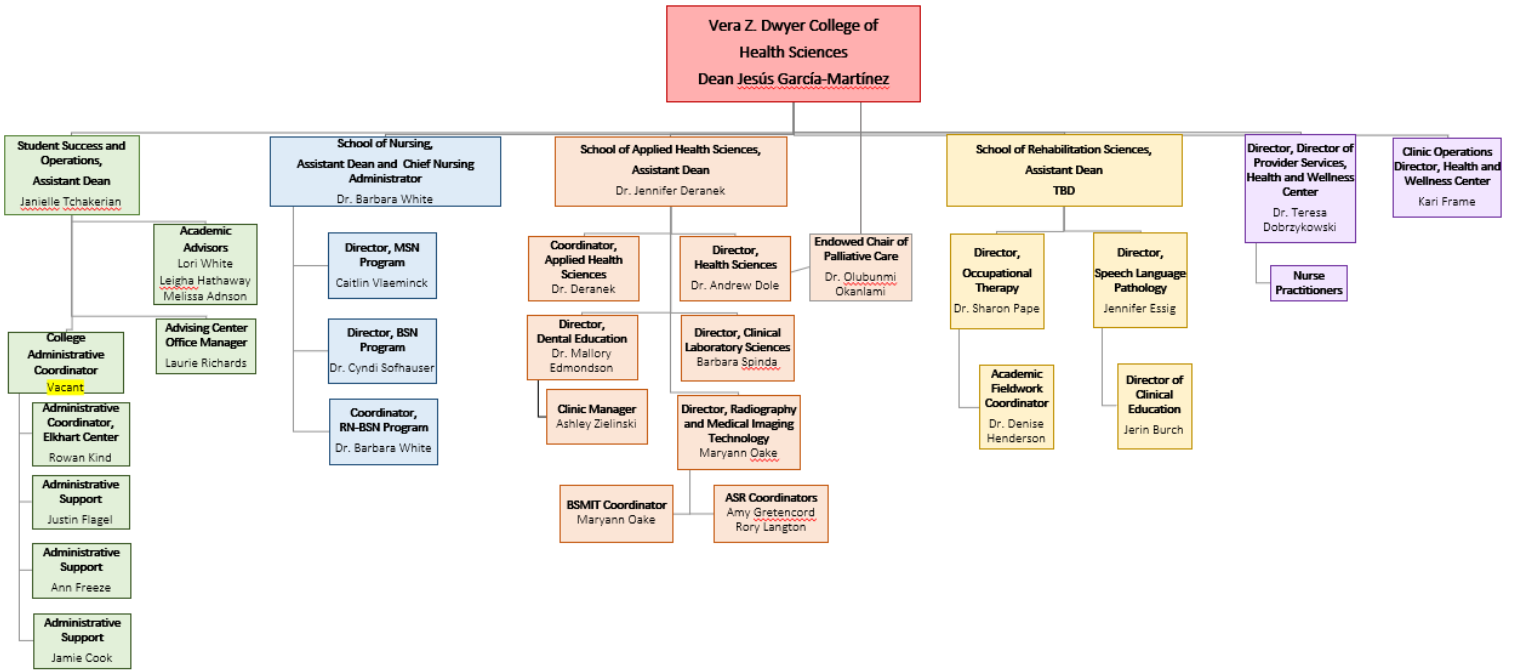 Vera Z. Dwyer College of
Health Sciences
Dean Jesús García-Martínez
Student Success and
Operations,
Assistant Dean
Janielle Tchakerian
Academic
Advisors
Lori White
Leigha Hathaway
Melissa Adnson
Advising Center
Office Manager
Laurie Richards
College
Administrative
Coordinator
Vacant
Administrative
Coordinator,
Elkhart Center
Rowan Kind
Administrative
Support
Justin Flagel
Administrative
Support
Ann Freeze
Administrative
Support
Jamie Cook
School of Nursing,
Assistant Dean and Chief Nursing
Administrator
Dr. Barbara White
Director, MSN
Program
Caitlin Vlaeminck
Director, BSN
Program
Dr. Cyndi Sofhauser
Coordinator,
RN-BSN Program
Dr. Barbara White
School of Applied Health Sciences,
Assistant Dean
Dr. Jennifer Deranek
Coordinator,
Applied Health
Sciences
Dr. Deranek
Director,
Health Sciences
Dr. Andrew Dole
Endowed Chair of
Palliative Care
Dr. Olubunmi
Okanlami
Director,
Dental Education
Dr. Mallory
Edmondson
Director, Clinical
Laboratory Sciences
Barbara Spinda
Clinic Manager
Ashley Zielinski
Director, Radiography
and Medical Imaging
Technology
Maryann Oake
BSMIT Coordinator
Maryann Oake
ASR Coordinators
Amy Gretencord
Rory Langton
School of Rehabilitation Sciences,
Assistant Dean
TBD
Director,
Occupational
Therapy
Dr. Sharon Pape
Director,
Speech Language
Pathology
Jennifer Essig
Academic
Fieldwork
Coordinator
Dr. Denise
Henderson
Director of
Clinical
Education
Jerin Burch
Director, Director of
Provider Services,
Health and Wellness
Center
Dr. Teresa
Dobrzykowski
Nurse
Practitioners
Clinic Operations
Director, Health and
Wellness Center
Kari Frame